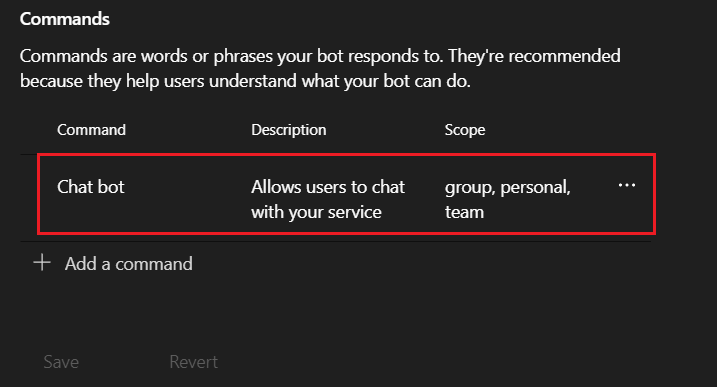 Commands
Commands are words or phrases your bot responds to. They're recommended
because they help users understand what your bot can do.
Command Description Scope
Chat bot Allows users to chat group, personal, ...
with your service team
+ Add a command
Save Revert